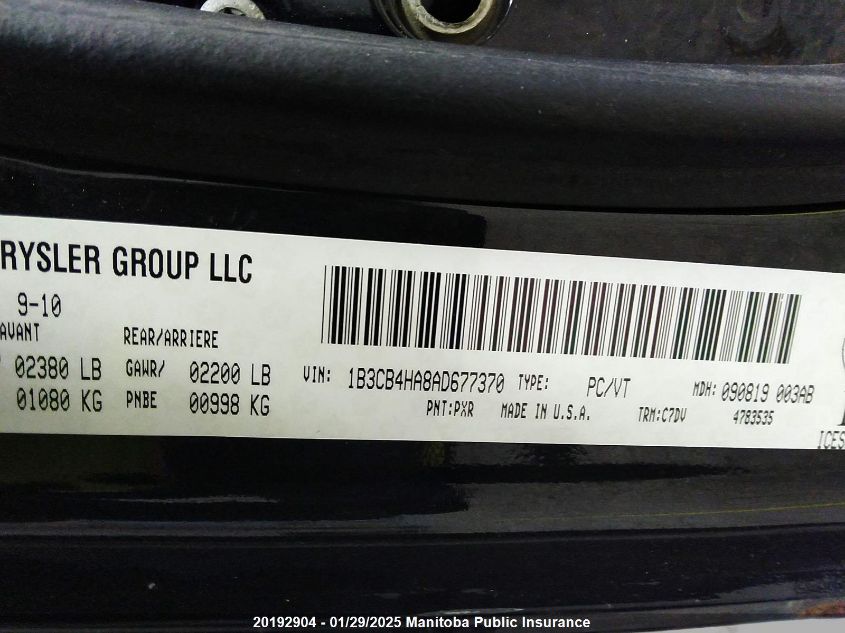 RYSLER GROUP LLC
9-10
AVANT REAR/ARRIERE
02380 LB GAWR/ 02200 LB VIN: 1B3CB4HA8AD677370 TYPE: PC/VT MDH: 090819 003AB
01080 KG PNBE 00998 KG PNT:PXR MADE IN U.S.A. TRM:C7DV 4783535
ICES
20192904 - 01/29/2025 Manitoba Public Insurance